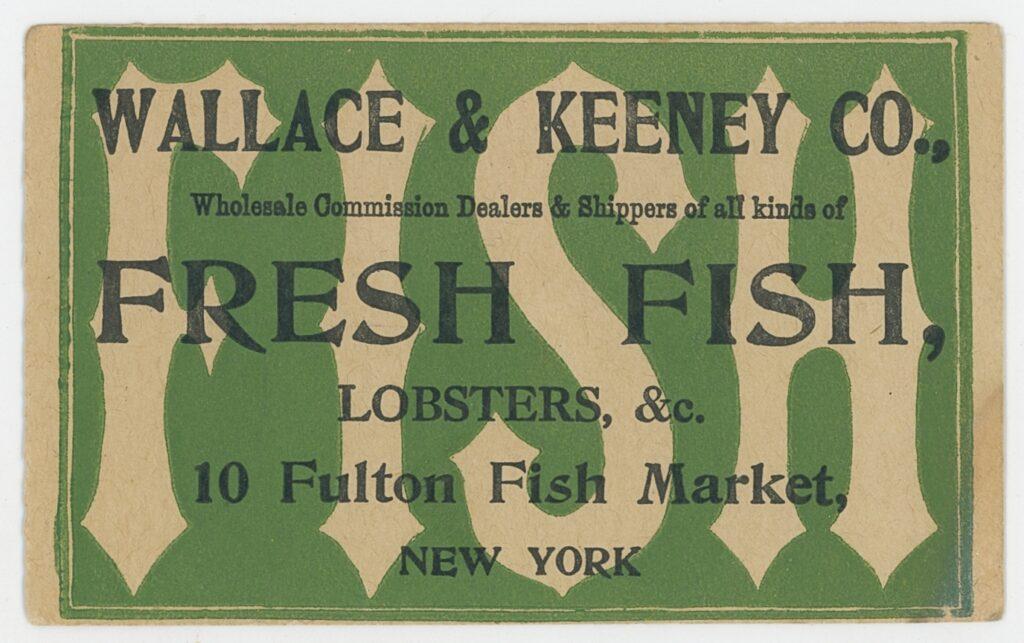 FISH
WALLACE & KEENEY CO.,
Wholesale Commission Dealers & Shippers of all kinds of
FRESH FISH,
LOBSTERS, &c.
10 Fulton Fish Market,
NEW YORK